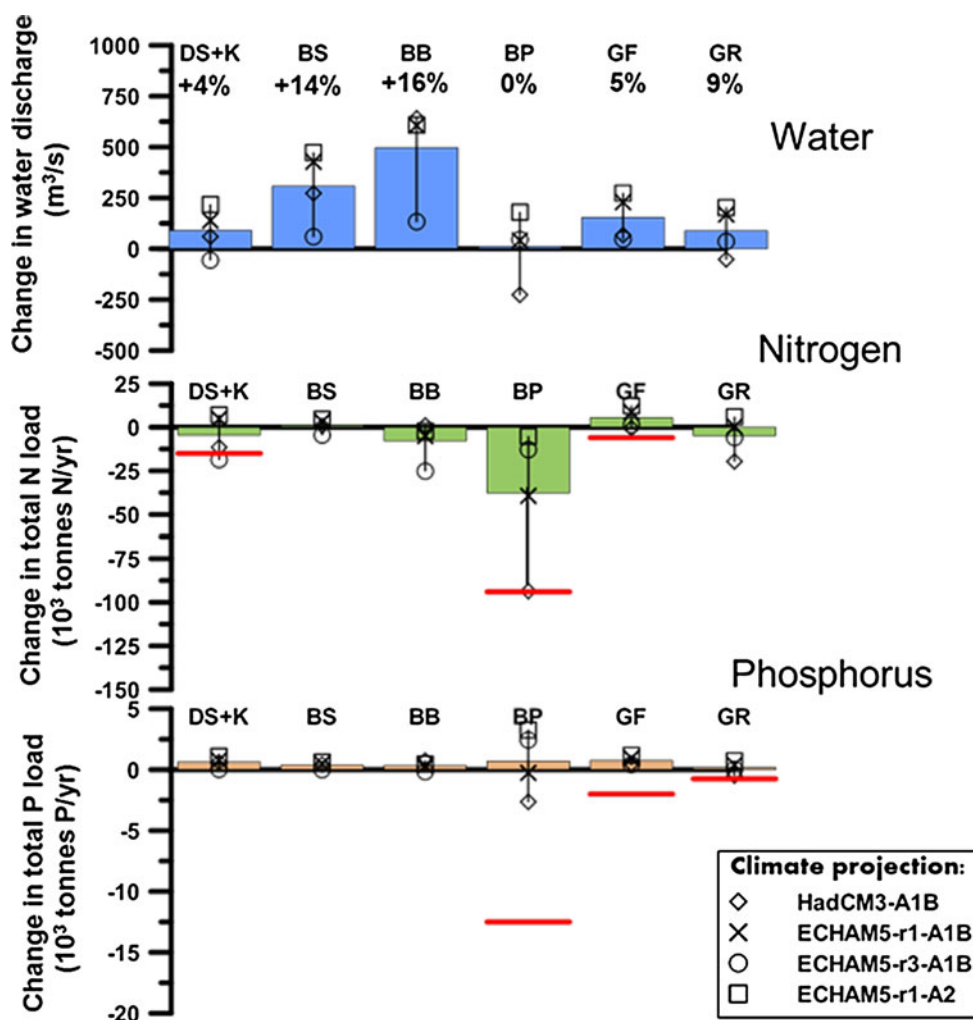 Change in water discharge
(m³/s)
1000
750
500
250
0
-250
-500
DS+K BS BB BP GF GR
+4% +14% +16% 0% 5% 9%
Water
Nitrogen
Change in total N load
(10³ tonnes N/yr)
25
0
-25
-50
-75
-100
-125
-150
DS+K BS BB BP GF GR
Phosphorus
Change in total P load
(10³ tonnes P/yr)
5
0
-5
-10
-15
-20
DS+K BS BB BP GF GR
Climate projection:
HadCM3-A1B
ECHAM5-r1-A1B
ECHAM5-r3-A1B
ECHAM5-r1-A2